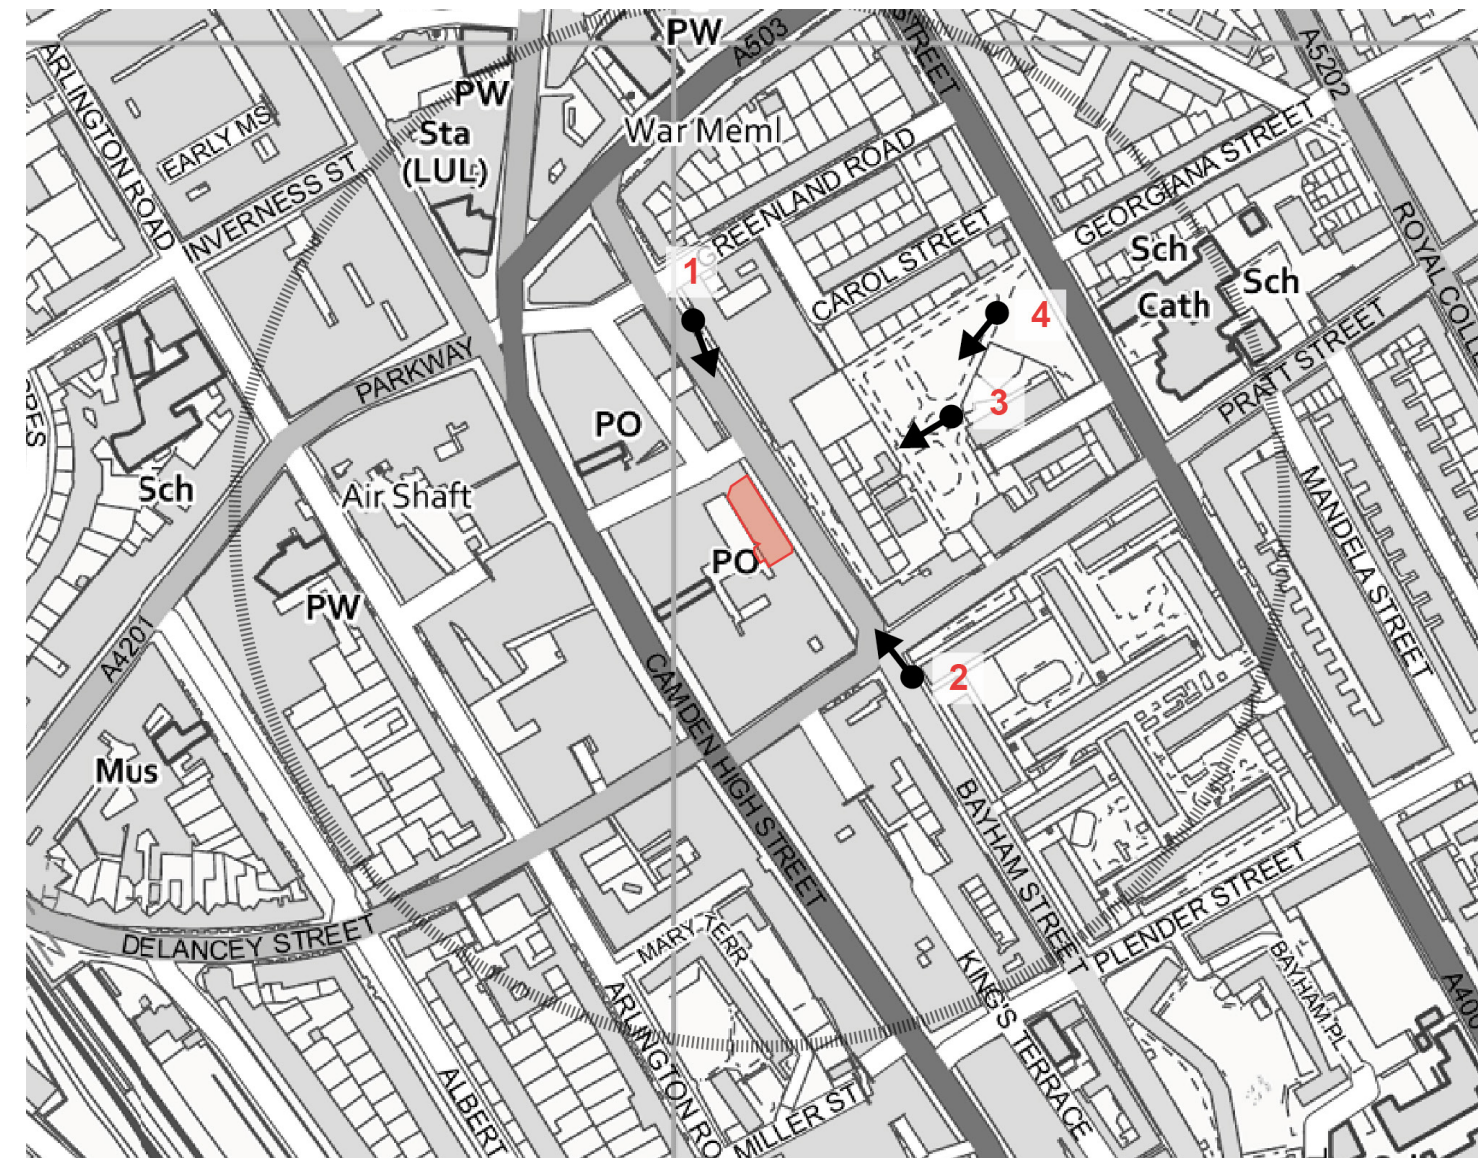 PW
A503
STREET
A5202
ARLINGTON ROAD
EARLY MS
PW
Sta
(LUL)
War Meml
INVERNESS ST
GREENLAND ROAD
GEORGIANA STREET
ROYAL COLLE
1
CAROL STREET
Sch
Cath
Sch
4
PARKWAY
PRATT STREET
3
PO
Sch
Air Shaft
MANDELA STREET
PO
PW
A4201
2
CAMDEN HIGH STREET
Mus
BAYHAM STREET
DELANCEY STREET
MARY TERR
PLENDER STREET
KING'S TERRACE
BAYHAM PL
A400
ARLINGTON RO
ALBERT
MILLER ST